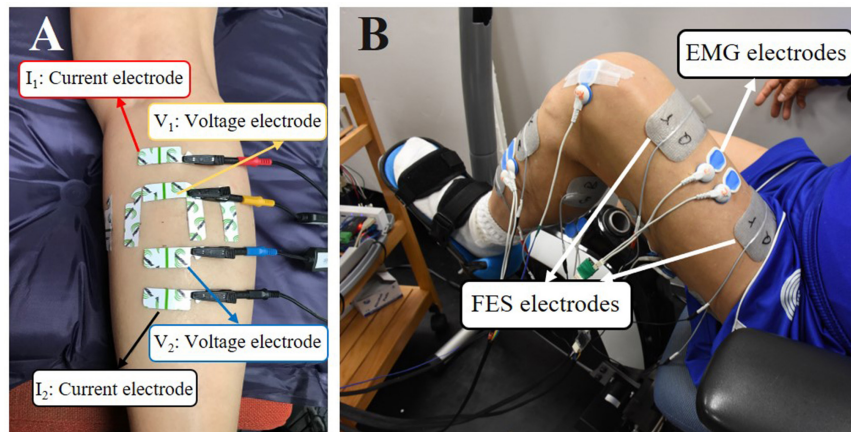 A
I₁: Current electrode
V₁: Voltage electrode
V₂: Voltage electrode
I₂: Current electrode
B
EMG electrodes
FES electrodes